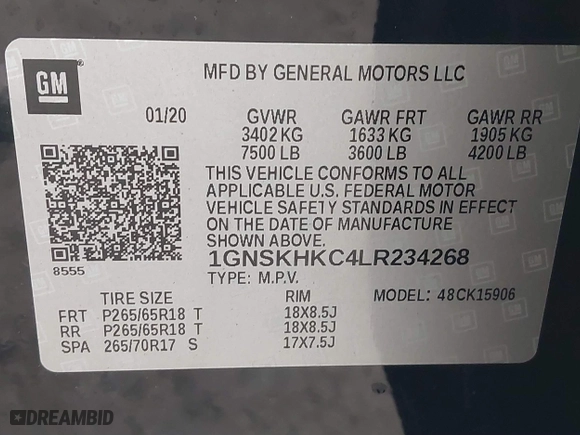 GM
MFD BY GENERAL MOTORS LLC
01/20 GVWR GAWR FRT GAWR RR
3402 KG 1633 KG 1905 KG
7500 LB 3600 LB 4200 LB
THIS VEHICLE CONFORMS TO ALL
APPLICABLE U.S. FEDERAL MOTOR
VEHICLE SAFETY STANDARDS IN EFFECT
ON THE DATE OF MANUFACTURE
SHOWN ABOVE.
8555
1GNSKHKC4LR234268
TYPE: M.P.V.
TIRE SIZE RIM MODEL: 48CK15906
FRT P265/65R18 T 18X8.5J
RR P265/65R18 T 18X8.5J
SPA 265/70R17 S 17X7.5J
DREAMBID